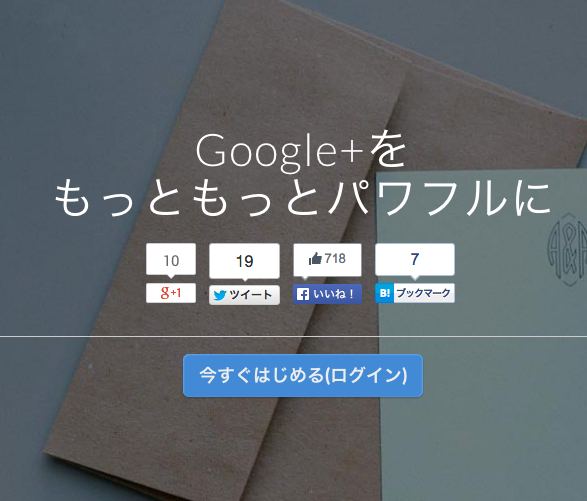 Google+を
もっともっとパワフルに
10 19 718 7
g+1 ツイート いいね! B! ブックマーク
今すぐはじめる(ログイン)